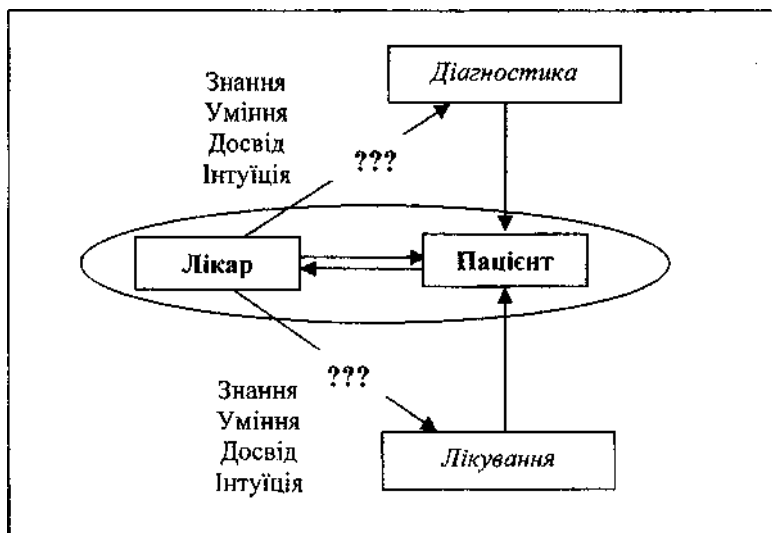 Діагностика
Знання
Уміння
Досвід
Інтуїція
???
Лікар
Пацієнт
???
Знання
Уміння
Досвід
Інтуїція
Лікування